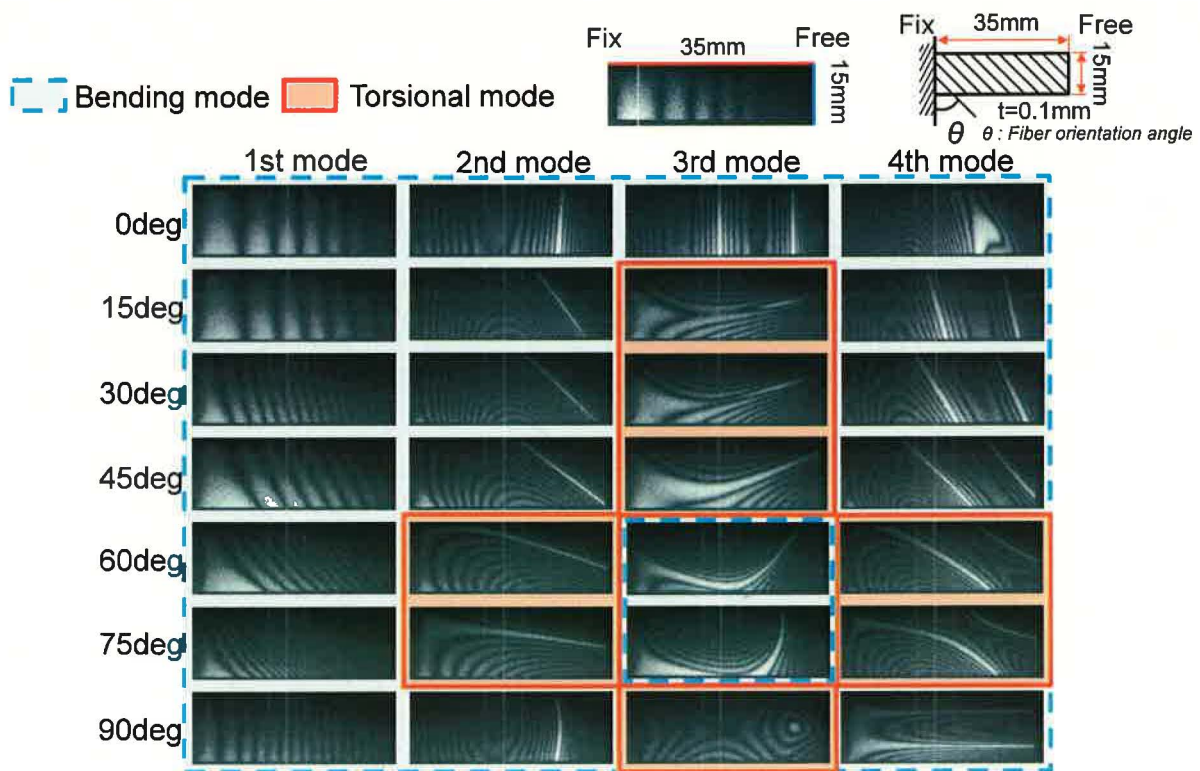 Fix 35mm Free
15mm
Fix 35mm Free
15mm
t=0.1mm
θ θ : Fiber orientation angle
Bending mode Torsional mode
1st mode 2nd mode 3rd mode 4th mode
0deg
15deg
30deg
45deg
60deg
75deg
90deg